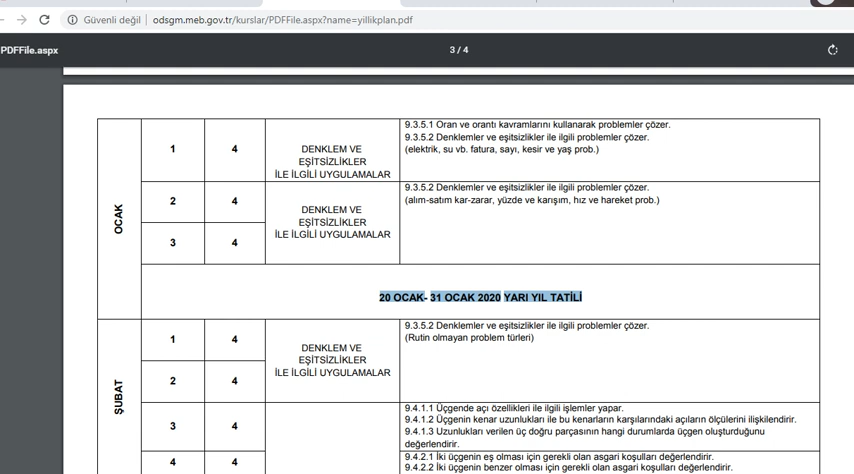 Güvenli değil
odsgm.meb.gov.tr/kurslar/PDFFile.aspx?name=yillikplan.pdf
PDFFile.aspx
3 / 4
OCAK
1
4
DENKLEM VE
EŞİTSİZLİKLER
İLE İLGİLİ UYGULAMALAR
9.3.5.1 Oran ve orantı kavramlarını kullanarak problemler çözer.
9.3.5.2 Denklemler ve eşitsizlikler ile ilgili problemler çözer.
(elektrik, su vb. fatura, sayı, kesir ve yaş prob.)
2
4
DENKLEM VE
EŞİTSİZLİKLER
İLE İLGİLİ UYGULAMALAR
9.3.5.2 Denklemler ve eşitsizlikler ile ilgili problemler çözer.
(alım-satım kar-zarar, yüzde ve karışım, hız ve hareket prob.)
3
4
20 OCAK- 31 OCAK 2020 YARI YIL TATİLİ
ŞUBAT
1
4
DENKLEM VE
EŞİTSİZLİKLER
İLE İLGİLİ UYGULAMALAR
9.3.5.2 Denklemler ve eşitsizlikler ile ilgili problemler çözer.
(Rutin olmayan problem türleri)
2
4
3
4
9.4.1.1 Üçgende açı özellikleri ile ilgili işlemler yapar.
9.4.1.2 Üçgenin kenar uzunlukları ile bu kenarların karşılarındaki açıların ölçülerini ilişkilendirir.
9.4.1.3 Uzunlukları verilen üç doğru parçasının hangi durumlarda üçgen oluşturduğunu
değerlendirir.
4
4
9.4.2.1 İki üçgenin eş olması için gerekli olan asgari koşulları değerlendirir.
9.4.2.2 İki üçgenin benzer olması için gerekli olan asgari koşulları değerlendirir.